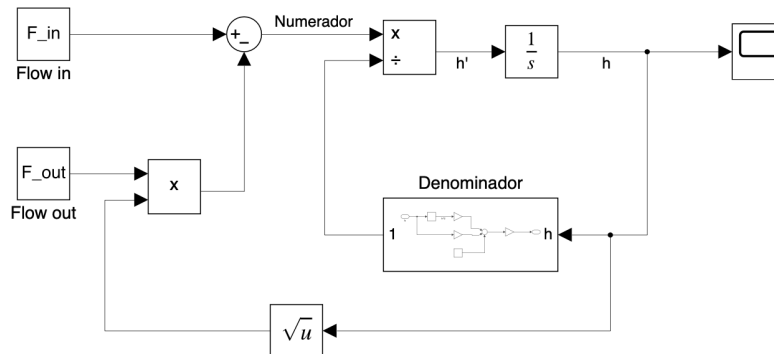 F_in
Flow in
+
−
Numerador
x
÷
h'
1
s
h
F_out
Flow out
x
Denominador
1
h
√u